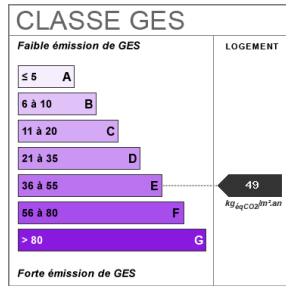 CLASSE GES
Faible émission de GES
LOGEMENT
≤ 5 A
6 à 10 B
11 à 20 C
21 à 35 D
36 à 55 E
49
kgéqCO2/m².an
56 à 80 F
> 80 G
Forte émission de GES